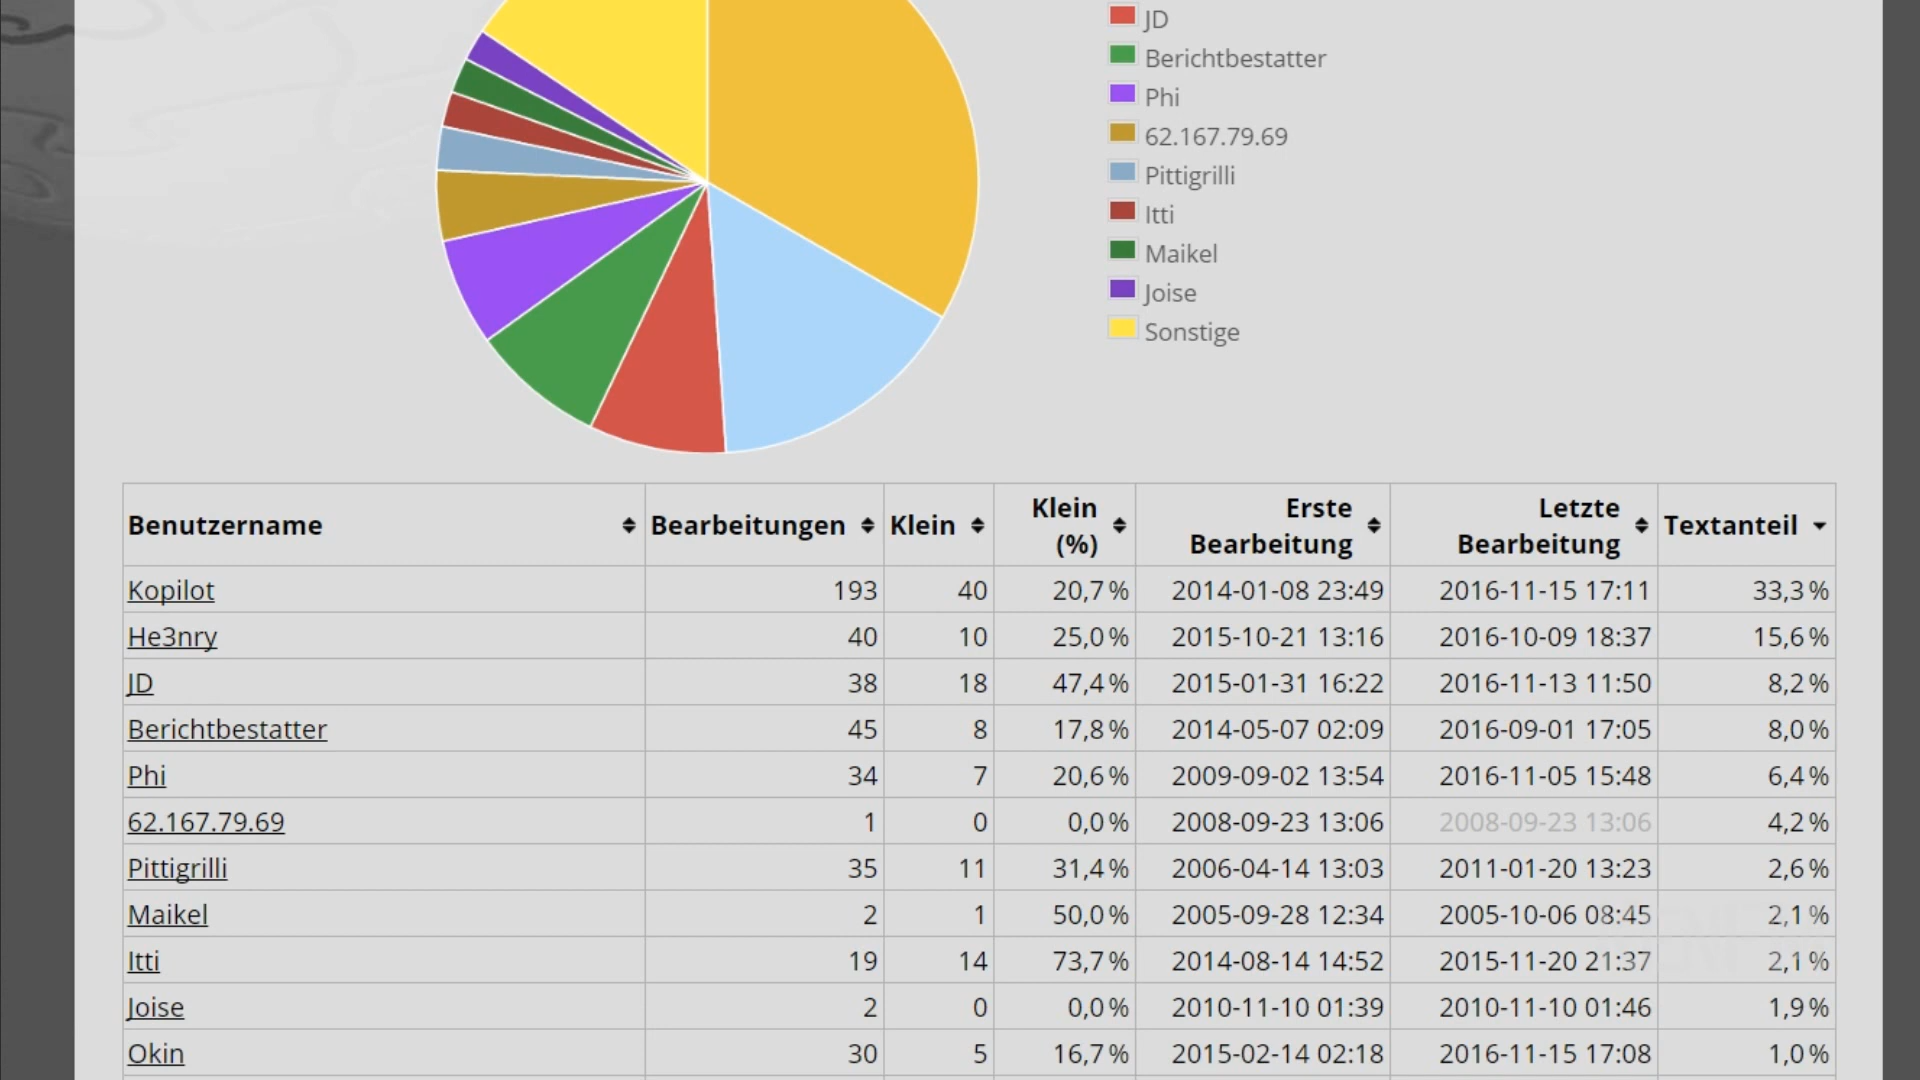 JD
Berichtbestatter
Phi
62.167.79.69
Pittigrilli
Itti
Maikel
Joise
Sonstige
Benutzername Bearbeitungen Klein Klein (%) Erste Bearbeitung Letzte Bearbeitung Textanteil
Kopilot 193 40 20,7 % 2014-01-08 23:49 2016-11-15 17:11 33,3 %
He3nry 40 10 25,0 % 2015-10-21 13:16 2016-10-09 18:37 15,6 %
JD 38 18 47,4 % 2015-01-31 16:22 2016-11-13 11:50 8,2 %
Berichtbestatter 45 8 17,8 % 2014-05-07 02:09 2016-09-01 17:05 8,0 %
Phi 34 7 20,6 % 2009-09-02 13:54 2016-11-05 15:48 6,4 %
62.167.79.69 1 0 0,0 % 2008-09-23 13:06 2008-09-23 13:06 4,2 %
Pittigrilli 35 11 31,4 % 2006-04-14 13:03 2011-01-20 13:23 2,6 %
Maikel 2 1 50,0 % 2005-09-28 12:34 2005-10-06 08:45 2,1 %
Itti 19 14 73,7 % 2014-08-14 14:52 2015-11-20 21:37 2,1 %
Joise 2 0 0,0 % 2010-11-10 01:39 2010-11-10 01:46 1,9 %
Okin 30 5 16,7 % 2015-02-14 02:18 2016-11-15 17:08 1,0 %